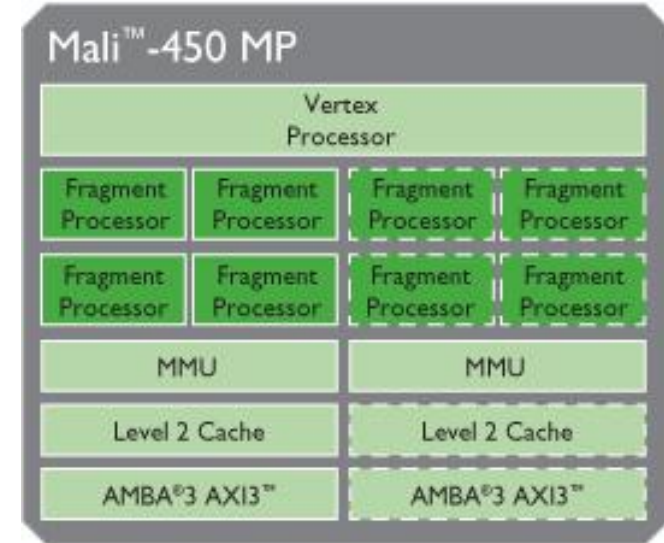 Mali™-450 MP
Vertex
Processor
Fragment Fragment Fragment Fragment
Processor Processor Processor Processor
Fragment Fragment Fragment Fragment
Processor Processor Processor Processor
MMU MMU
Level 2 Cache Level 2 Cache
AMBA®3 AXI3™ AMBA®3 AXI3™